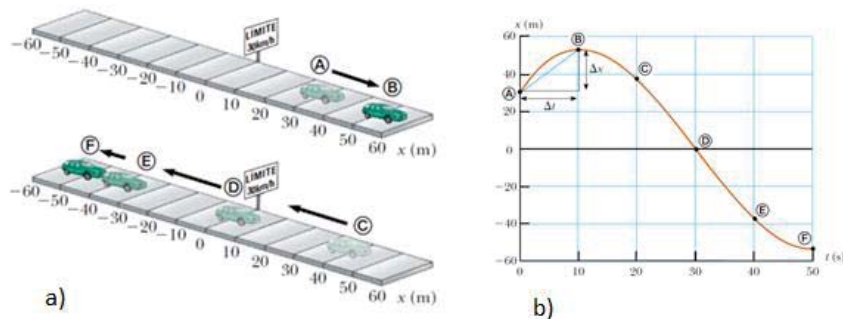 LIMITE
30km/h
Ⓐ
Ⓑ
−60 −50 −40 −30 −20 −10 0 10 20 30 40 50 60 x (m)
LIMITE
30km/h
Ⓕ
Ⓔ
Ⓓ
Ⓒ
−60 −50 −40 −30 −20 −10 0 10 20 30 40 50 60 x (m)
a)
x (m)
60
40
20
0
−20
−40
−60
Ⓐ
Ⓑ
Ⓒ
Ⓓ
Ⓔ
Ⓕ
Δx
Δt
0 10 20 30 40 50
t (s)
b)